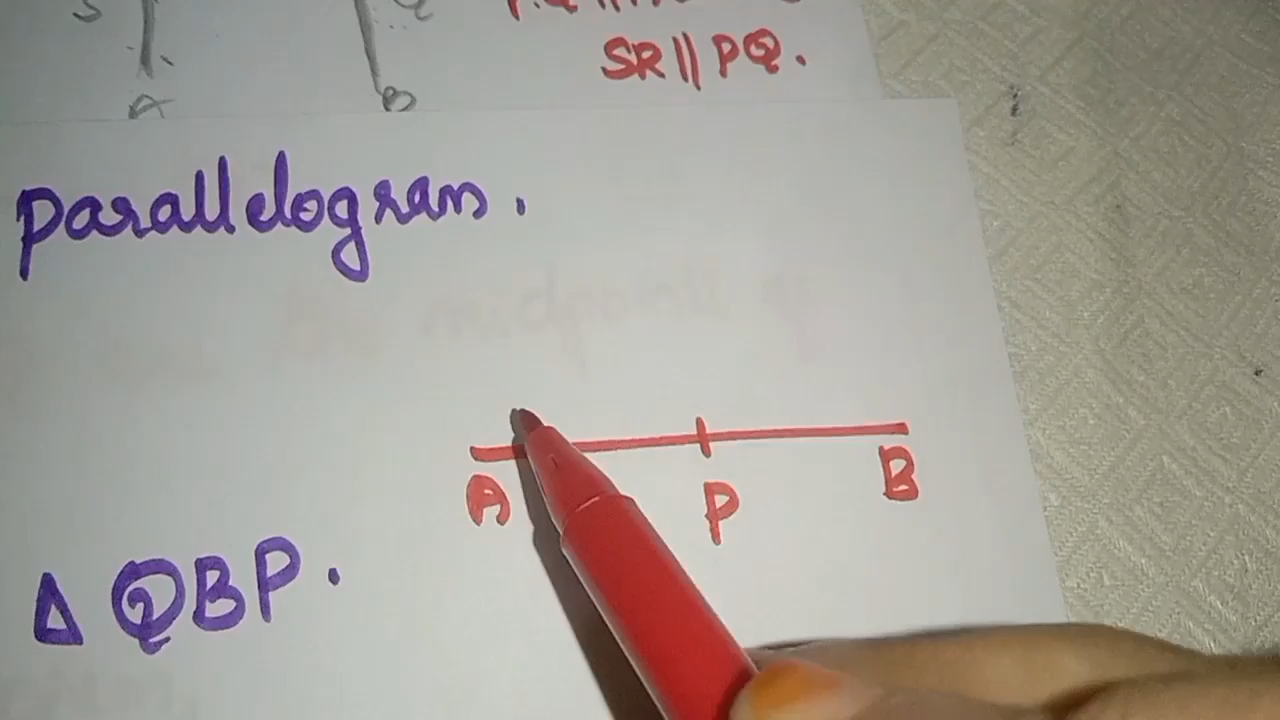 S
A
B
SR || PQ.
parallelogram.
A P B
Δ QBP.